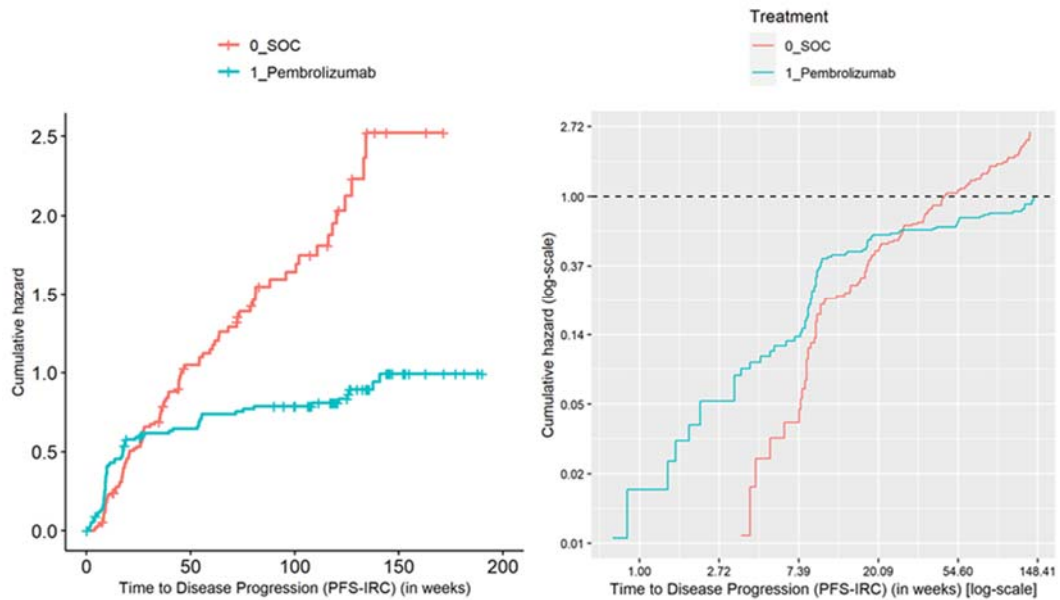 0_SOC
1_Pembrolizumab
Cumulative hazard
2.5
2.0
1.5
1.0
0.5
0.0
0
50
100
150
200
Time to Disease Progression (PFS-IRC) (in weeks)
Treatment
0_SOC
1_Pembrolizumab
Cumulative hazard (log-scale)
2.72
1.00
0.37
0.14
0.05
0.02
0.01
1.00
2.72
7.39
20.09
54.60
148.41
Time to Disease Progression (PFS-IRC) (in weeks) [log-scale]